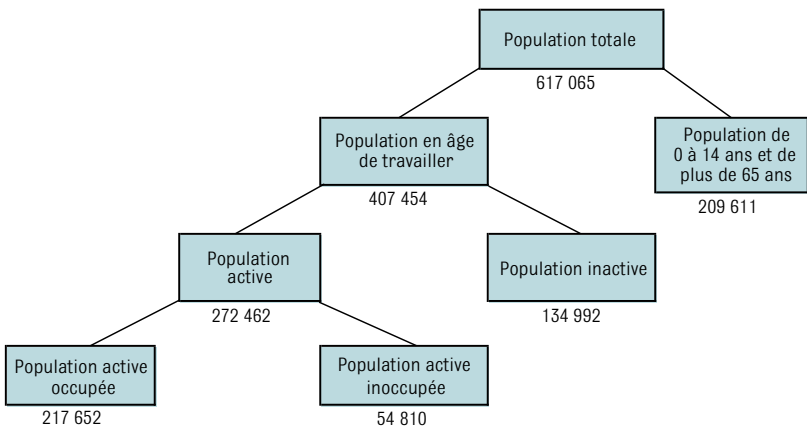 Population totale
617 065
Population en âge
de travailler
407 454
Population de
0 à 14 ans et de
plus de 65 ans
209 611
Population
active
272 462
Population inactive
134 992
Population active
occupée
217 652
Population active
inoccupée
54 810